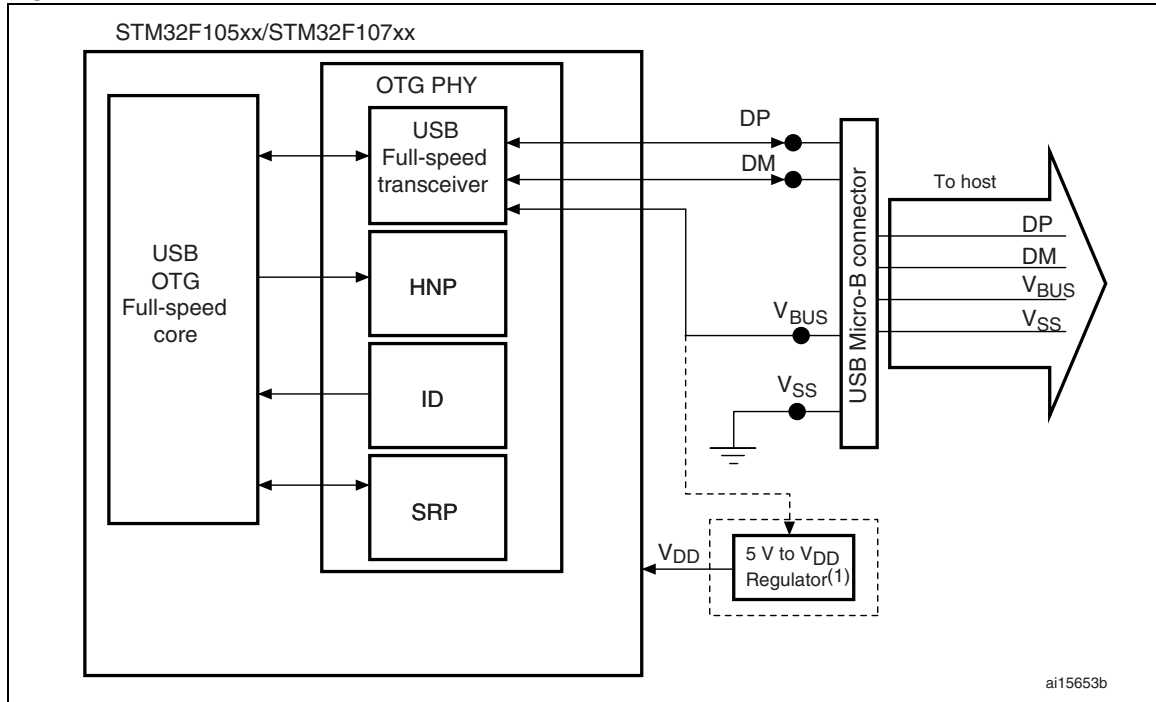 STM32F105xx/STM32F107xx
OTG PHY
USB
OTG
Full-speed
core
USB
Full-speed
transceiver
HNP
ID
SRP
DP
DM
VBUS
VSS
USB Micro-B connector
To host
DP
DM
VBUS
VSS
VDD
5 V to VDD
Regulator(1)
ai15653b